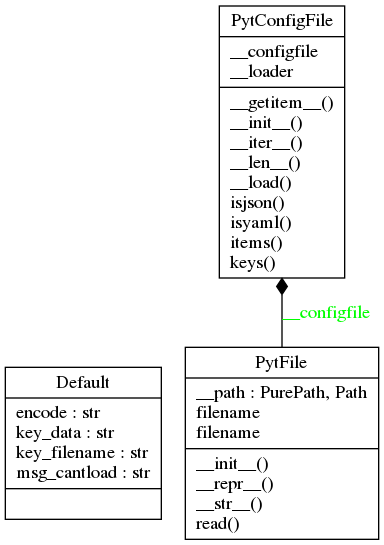 PytConfigFile
__configfile
__loader
__getitem__()
__init__()
__iter__()
__len__()
__load()
isjson()
isyaml()
items()
keys()
__configfile
Default
encode : str
key_data : str
key_filename : str
msg_cantload : str
PytFile
__path : PurePath, Path
filename
filename
__init__()
__repr__()
__str__()
read()